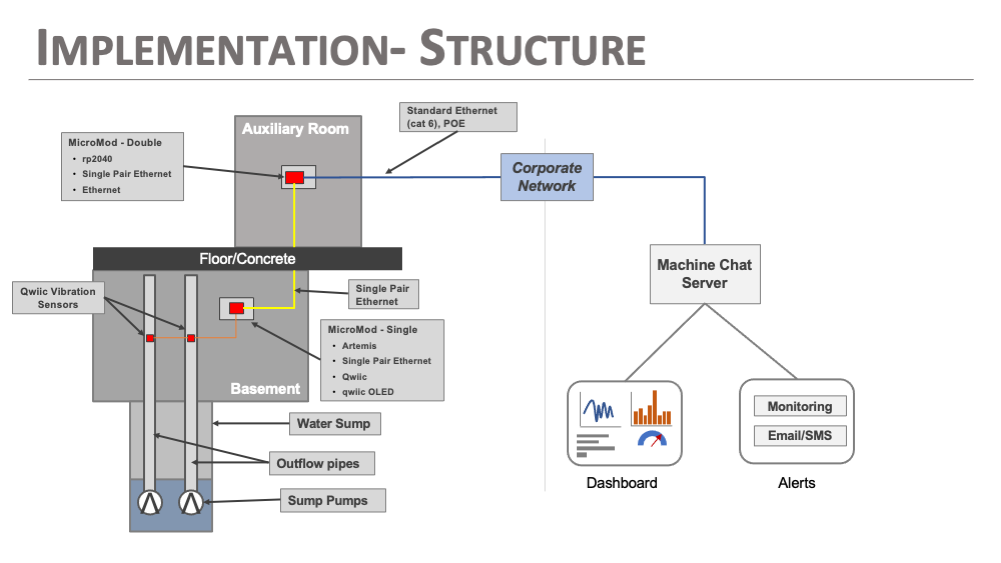 IMPLEMENTATION- STRUCTURE
Standard Ethernet
(cat 6), POE
Auxiliary Room
MicroMod - Double
• rp2040
• Single Pair Ethernet
• Ethernet
Corporate
Network
Floor/Concrete
Machine Chat
Server
Qwiic Vibration
Sensors
Single Pair
Ethernet
MicroMod - Single
• Artemis
• Single Pair Ethernet
• Qwiic
• qwiic OLED
Basement
Water Sump
Outflow pipes
Sump Pumps
Monitoring
Email/SMS
Dashboard
Alerts